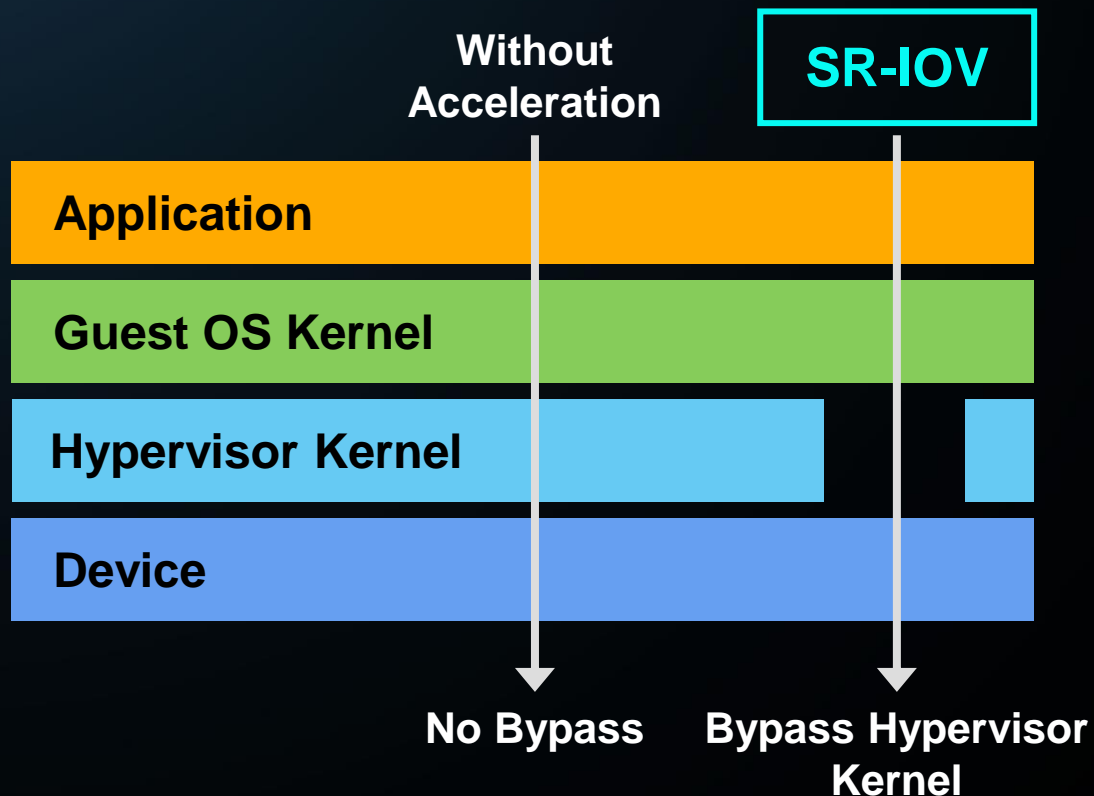 Without
Acceleration
SR-IOV
Application
Guest OS Kernel
Hypervisor Kernel
Device
No Bypass
Bypass Hypervisor
Kernel